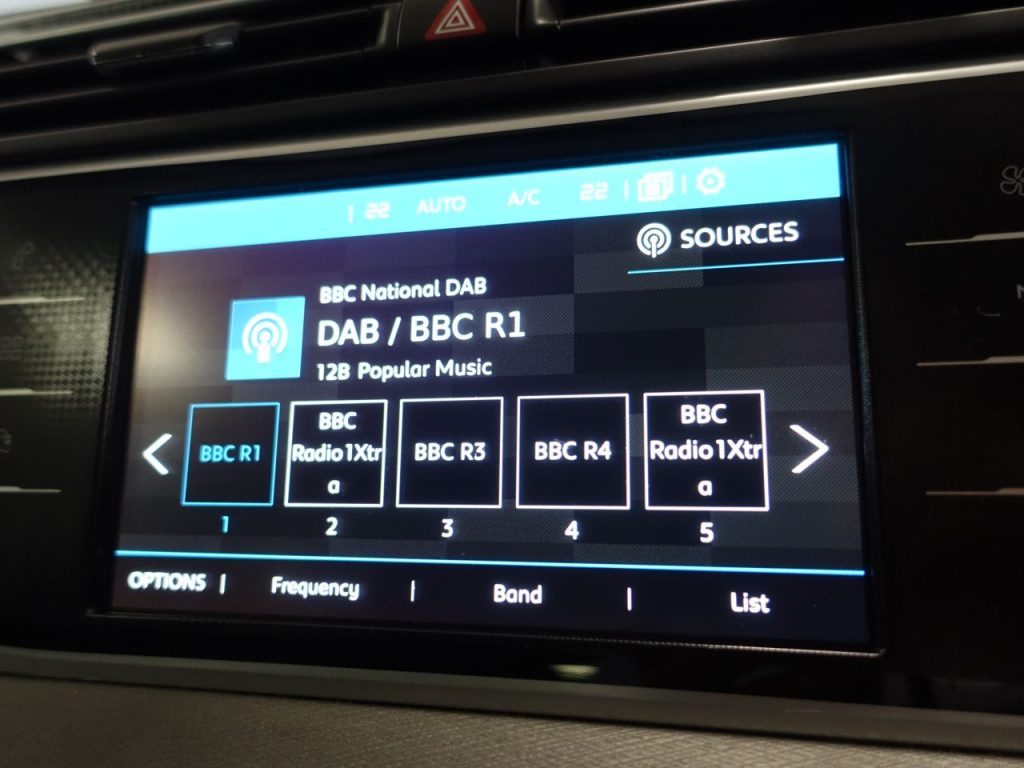 22 AUTO A/C 22
SOURCES
BBC National DAB
DAB / BBC R1
12B Popular Music
BBC R1
BBC
Radio 1Xtr
a
BBC R3
BBC R4
BBC
Radio 1Xtr
a
1 2 3 4 5
OPTIONS Frequency Band List